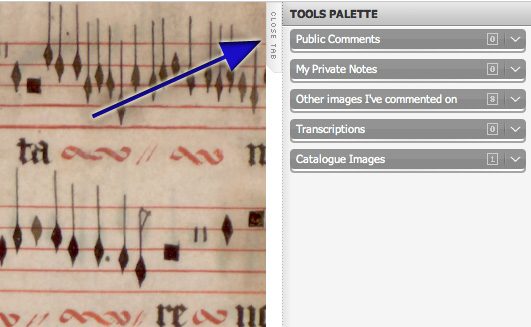 CLOSE TAB
TOOLS PALETTE
Public Comments 0
My Private Notes 0
Other images I've commented on 8
Transcriptions 0
Catalogue Images 1
ta
re